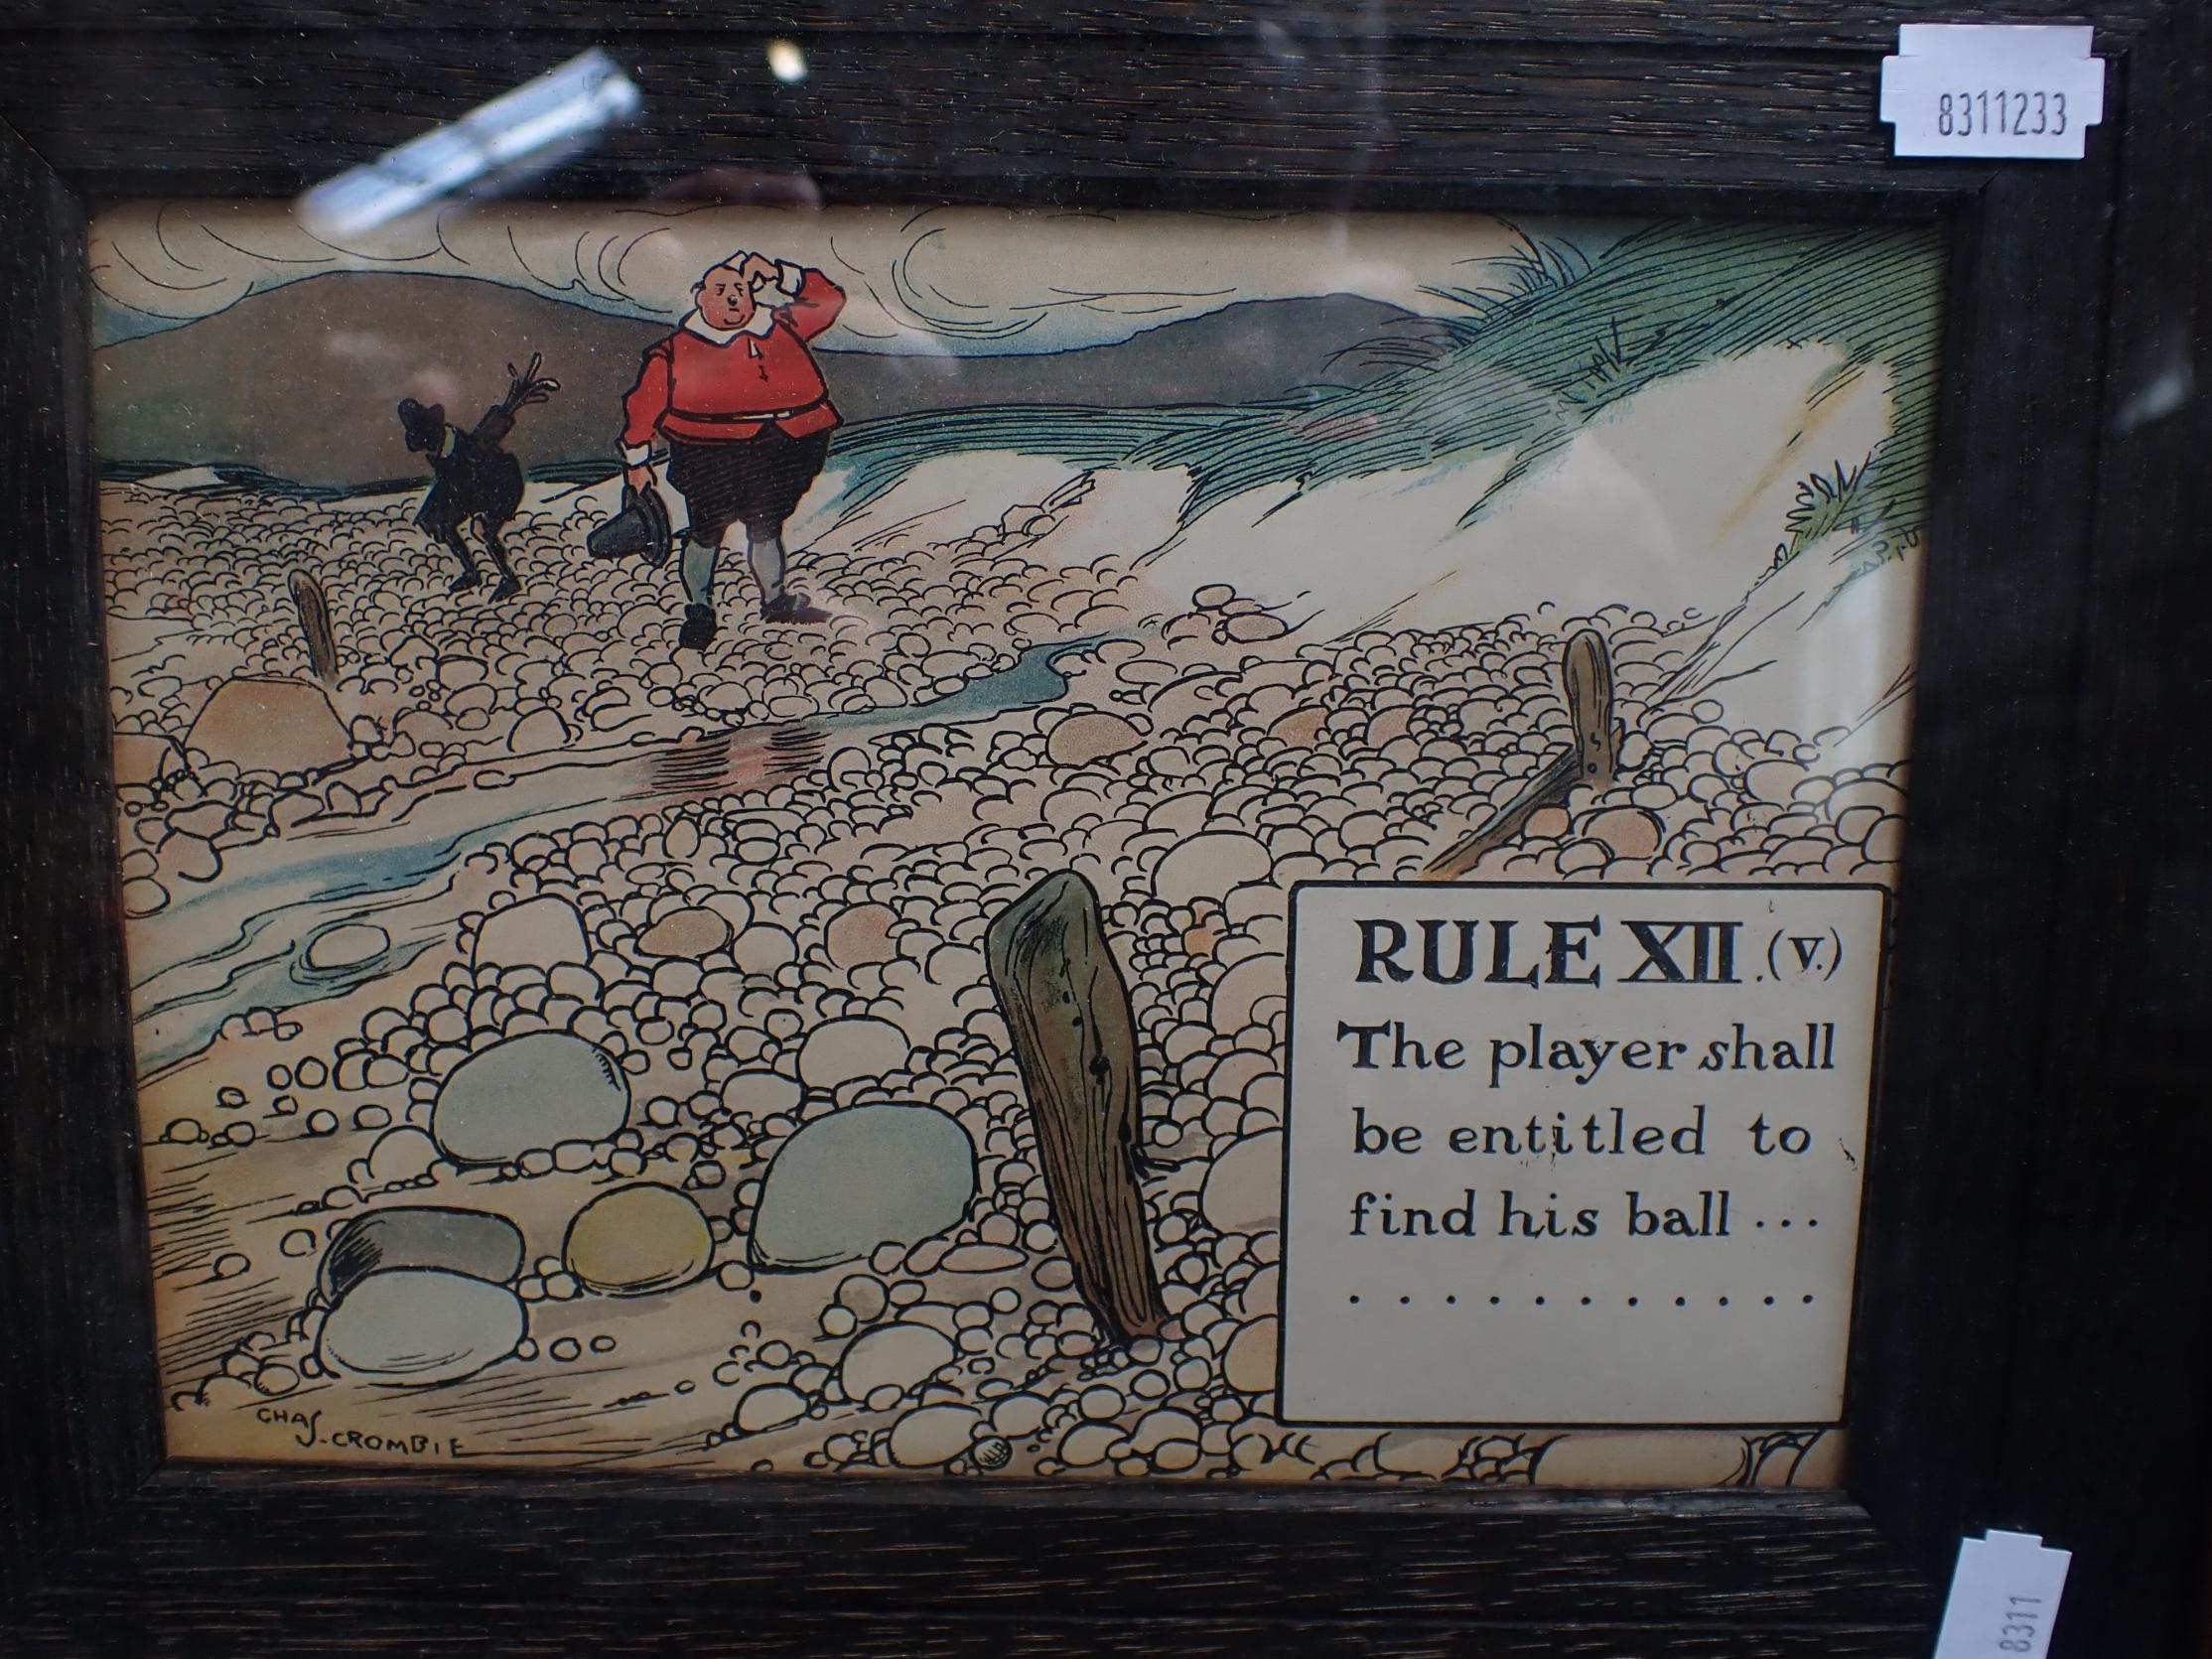 8311233
RULE XII.(v.)
The player shall
be entitled to
find his ball ...
............
CHAS. CROMBIE
8311